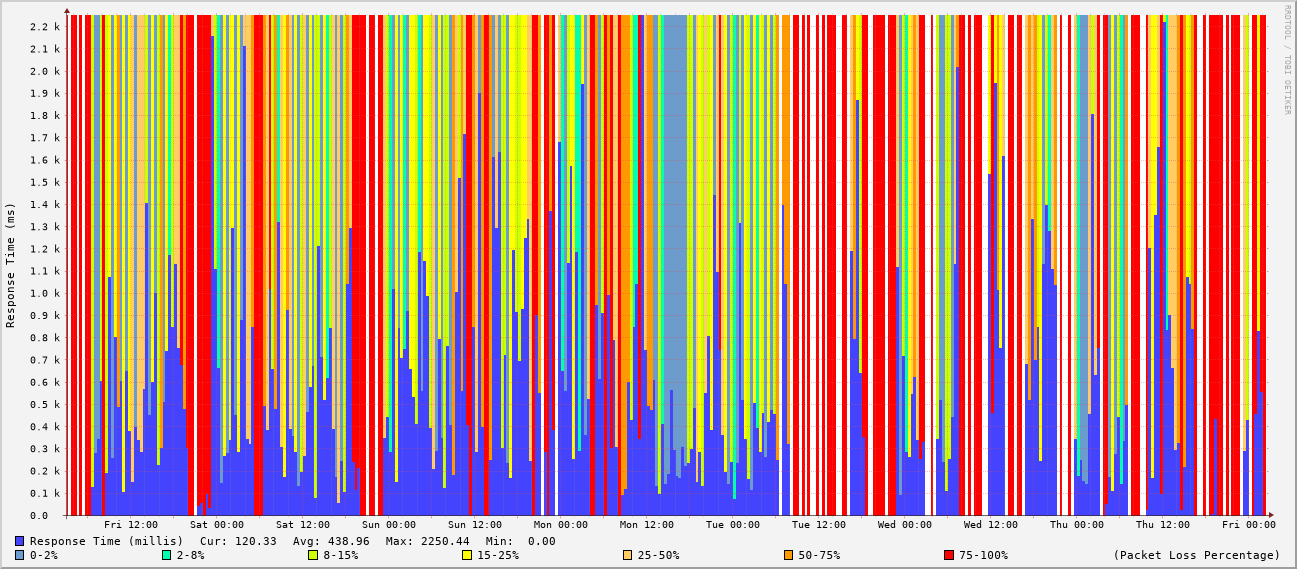 RRDTOOL / TOBI OETIKER
Response Time (ms)
2.2 k
2.1 k
2.0 k
1.9 k
1.8 k
1.7 k
1.6 k
1.5 k
1.4 k
1.3 k
1.2 k
1.1 k
1.0 k
0.9 k
0.8 k
0.7 k
0.6 k
0.5 k
0.4 k
0.3 k
0.2 k
0.1 k
0.0
Fri 12:00 Sat 00:00 Sat 12:00 Sun 00:00 Sun 12:00 Mon 00:00 Mon 12:00 Tue 00:00 Tue 12:00 Wed 00:00 Wed 12:00 Thu 00:00 Thu 12:00 Fri 00:00
Response Time (millis) Cur: 120.33 Avg: 438.96 Max: 2250.44 Min: 0.00
0-2% 2-8% 8-15% 15-25% 25-50% 50-75% 75-100% (Packet Loss Percentage)